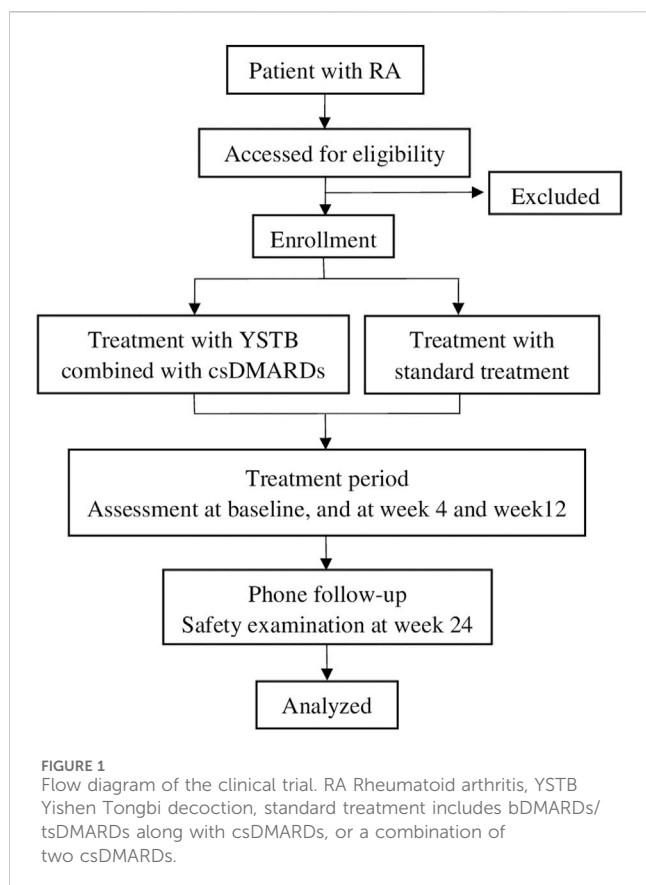 Patient with RA
Accessed for eligibility
Excluded
Enrollment
Treatment with YSTB
combined with csDMARDs
Treatment with
standard treatment
Treatment period
Assessment at baseline, and at week 4 and week12
Phone follow-up
Safety examination at week 24
Analyzed
FIGURE 1
Flow diagram of the clinical trial. RA Rheumatoid arthritis, YSTB
Yishen Tongbi decoction, standard treatment includes bDMARDs/
tsDMARDs along with csDMARDs, or a combination of
two csDMARDs.